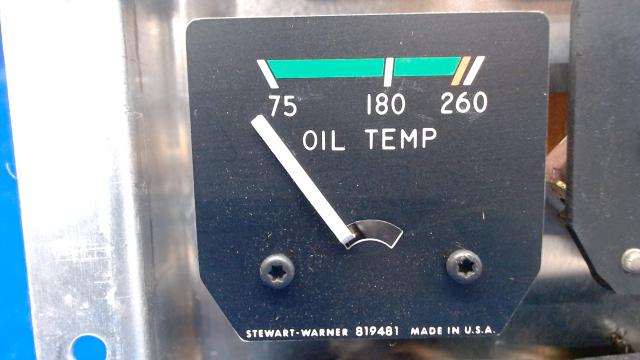 75 180 260
OIL TEMP
STEWART-WARNER 819481 MADE IN U.S.A.